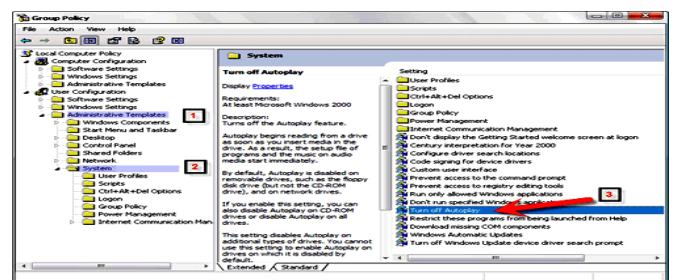 Group Policy
File Action View Help
Local Computer Policy
Computer Configuration
Software Settings
Windows Settings
Administrative Templates
User Configuration
Software Settings
Windows Settings
Administrative Templates
1
Windows Components
Start Menu and Taskbar
Desktop
Control Panel
Shared Folders
Network
System
2
User Profiles
Scripts
Ctrl+Alt+Del Options
Logon
Group Policy
Power Management
Internet Communication Man
System
Turn off Autoplay
Display Properties
Requirements:
At least Microsoft Windows 2000
Description:
Turns off the Autoplay feature.
Autoplay begins reading from a drive
as soon as you insert media in the
drive. As a result, the setup file of
programs and the music on audio
media start immediately.
By default, Autoplay is disabled on
removable drives, such as the floppy
disk drive (but not the CD-ROM
drive), and on network drives.
If you enable this setting, you can
also disable Autoplay on CD-ROM
drives or disable Autoplay on all
drives.
This setting disables Autoplay on
additional types of drives. You cannot
use this setting to enable Autoplay on
drives on which it is disabled by
default.
Setting
User Profiles
Scripts
Ctrl+Alt+Del Options
Logon
Group Policy
Power Management
Internet Communication Management
Don't display the Getting Started welcome screen at logon
Century interpretation for Year 2000
Configure driver search locations
Code signing for device drivers
Custom user interface
Prevent access to the command prompt
Prevent access to registry editing tools
Run only allowed Windows applications
3
Don't run specified Windows applications
Turn off Autoplay
Restrict these programs from being launched from Help
Download missing COM components
Windows Automatic Updates
Turn off Windows Update device driver search prompt
Extended Standard